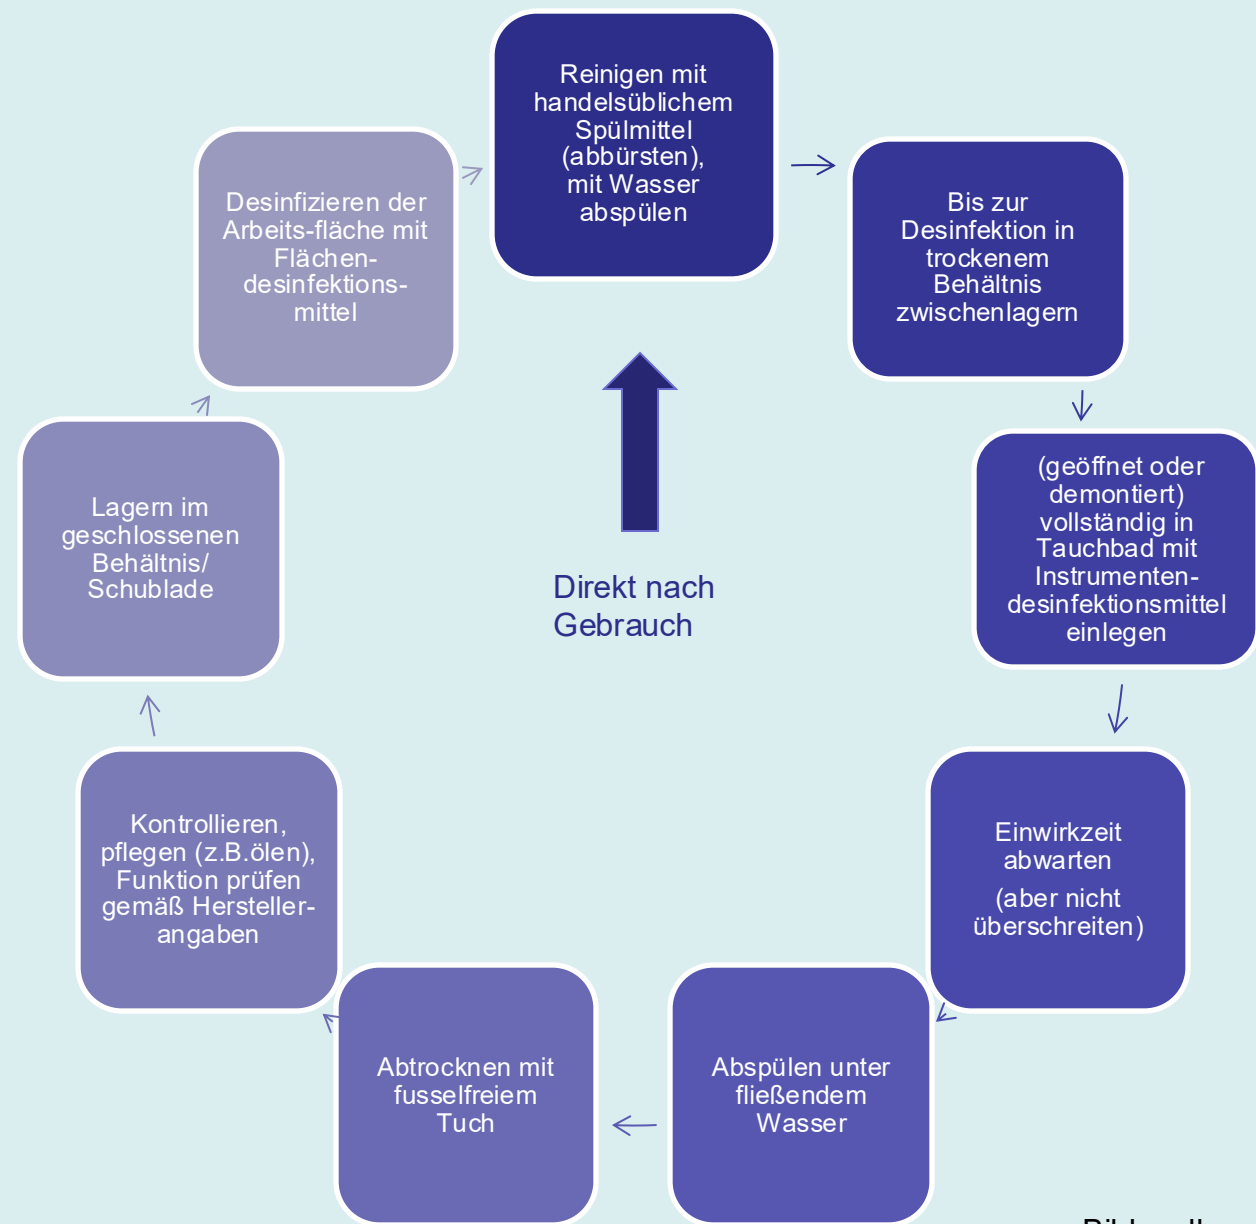 Reinigen mit
handelsüblichem
Spülmittel
(abbürsten),
mit Wasser
abspülen
Bis zur
Desinfektion in
trockenem
Behältnis
zwischenlagern
(geöffnet oder
demontiert)
vollständig in
Tauchbad mit
Instrumenten-
desinfektionsmittel
einlegen
Einwirkzeit
abwarten
(aber nicht
überschreiten)
Abspülen unter
fließendem
Wasser
Abtrocknen mit
fusselfreiem
Tuch
Kontrollieren,
pflegen (z.B.ölen),
Funktion prüfen
gemäß Hersteller-
angaben
Lagern im
geschlossenen
Behältnis/
Schublade
Desinfizieren der
Arbeits-fläche mit
Flächen-
desinfektions-
mittel
Direkt nach
Gebrauch